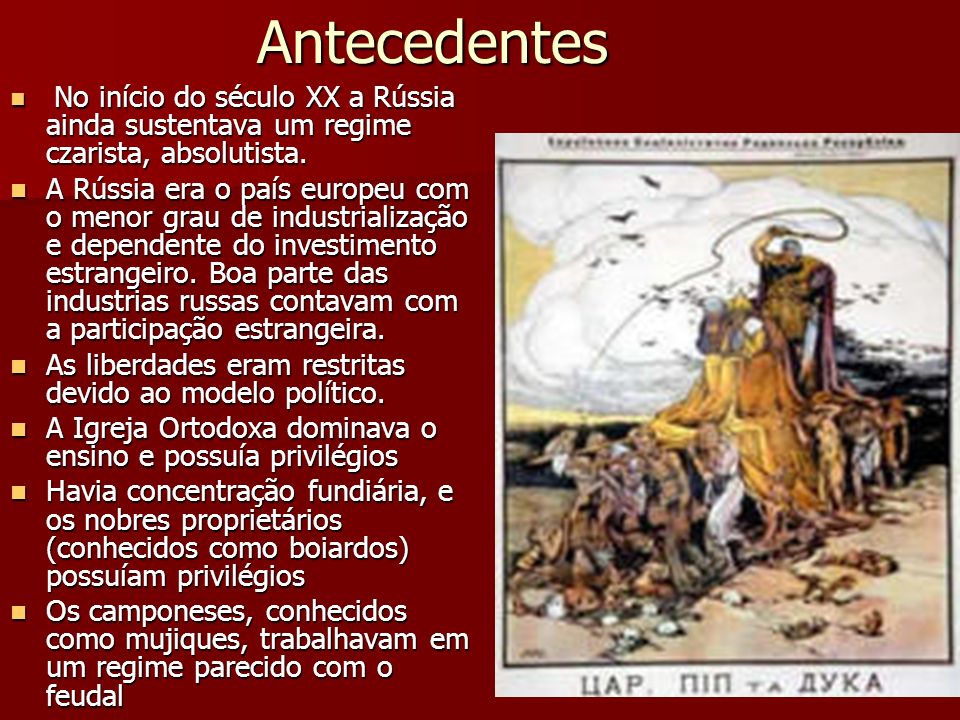 Antecedentes
No início do século XX a Rússia
ainda sustentava um regime
czarista, absolutista.
A Rússia era o país europeu com
o menor grau de industrialização
e dependente do investimento
estrangeiro. Boa parte das
industrias russas contavam com
a participação estrangeira.
As liberdades eram restritas
devido ao modelo político.
A Igreja Ortodoxa dominava o
ensino e possuía privilégios
Havia concentração fundiária, e
os nobres proprietários
(conhecidos como boiardos)
possuíam privilégios
Os camponeses, conhecidos
como mujiques, trabalhavam em
um regime parecido com o
feudal
ЦАР, ПІП та ДУКА